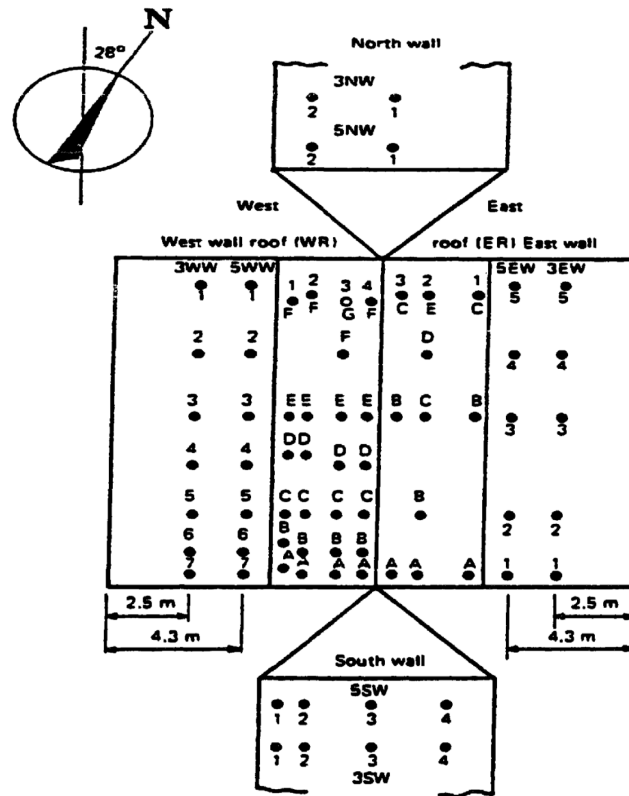 N
28°
North wall
3NW
2 1
5NW
2 1
West East
West wall roof (WR) roof (ER) East wall
3WW 5WW 1 2 3 4 3 2 1 5EW 3EW
1 1 F F G F C E C 5 5
2 2 F D 4 4
3 3 E E E E B C B 3 3
4 4 D D D D
5 5 C C C C B 2 2
6 6 B B B B
7 7 A A A A A A A 1 1
2.5 m 2.5 m
4.3 m 4.3 m
South wall
5SW
1 2 3 4
1 2 3 4
3SW